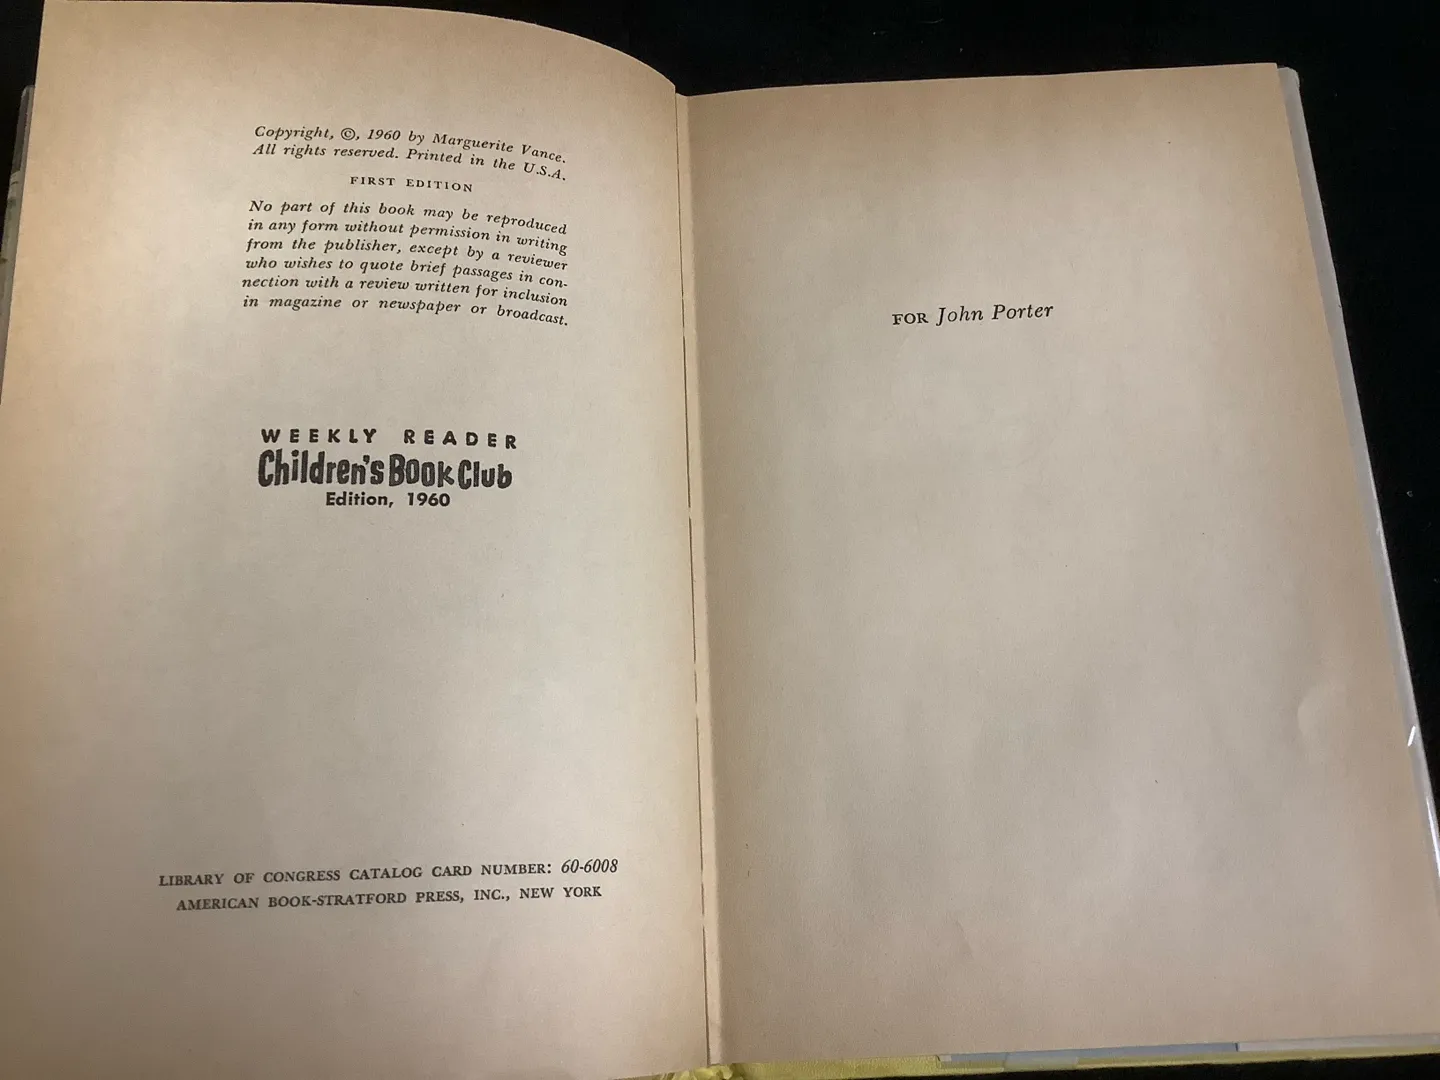 Copyright, ©, 1960 by Marguerite Vance.
All rights reserved. Printed in the U.S.A.
FIRST EDITION
No part of this book may be reproduced
in any form without permission in writing
from the publisher, except by a reviewer
who wishes to quote brief passages in con-
nection with a review written for inclusion
in magazine or newspaper or broadcast.
WEEKLY READER
Children's Book Club
Edition, 1960
LIBRARY OF CONGRESS CATALOG CARD NUMBER: 60-6008
AMERICAN BOOK-STRATFORD PRESS, INC., NEW YORK
FOR John Porter